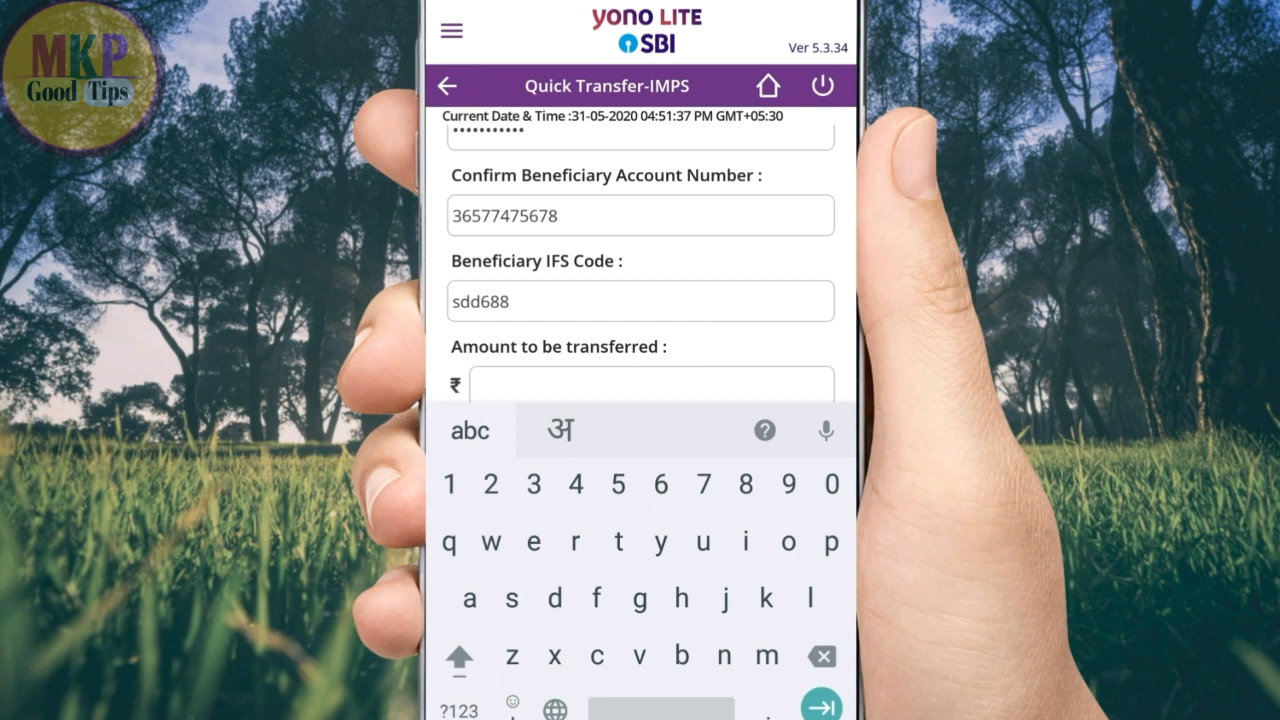 MKP
Good Tips
yono LITE
SBI
Ver 5.3.34
Quick Transfer-IMPS
Current Date & Time :31-05-2020 04:51:37 PM GMT+05:30
•••••••••••
Confirm Beneficiary Account Number :
36577475678
Beneficiary IFS Code :
sdd688
Amount to be transferred :
₹
abc अ
1 2 3 4 5 6 7 8 9 0
q w e r t y u i o p
a s d f g h j k l
z x c v b n m
?123 , .